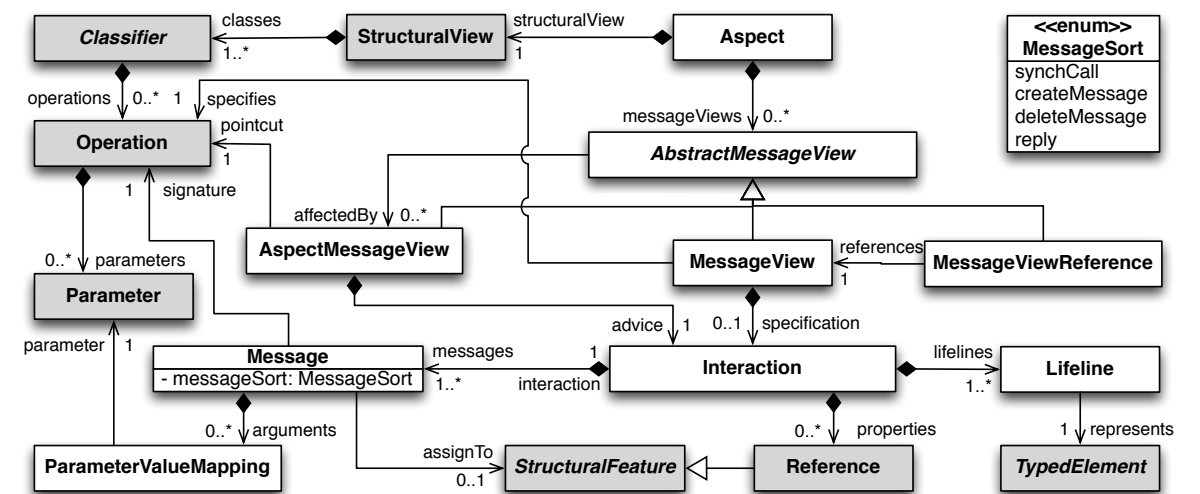 classes
structuralView
<<enum>>
Classifier
StructuralView
Aspect
MessageSort
1..*
1
synchCall
createMessage
deleteMessage
reply
operations
0..*
1
specifies
messageViews
0..*
Operation
pointcut
1
AbstractMessageView
1
signature
affectedBy
0..*
AspectMessageView
MessageView
references
1
MessageViewReference
0..*
parameters
Parameter
advice
1
0..1
specification
parameter
1
Message
- messageSort: MessageSort
messages
1..*
1
interaction
Interaction
lifelines
1..*
Lifeline
0..*
arguments
assignTo
0..1
0..*
properties
1
represents
ParameterValueMapping
StructuralFeature
Reference
TypedElement